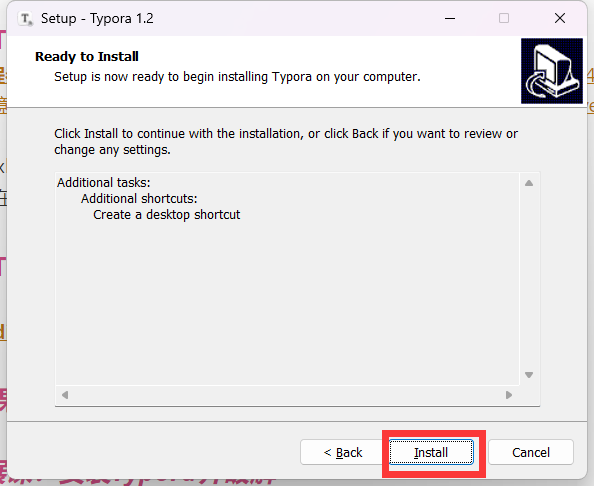 Setup - Typora 1.2
Ready to Install
Setup is now ready to begin installing Typora on your computer.
Click Install to continue with the installation, or click Back if you want to review or
change any settings.
Additional tasks:
Additional shortcuts:
Create a desktop shortcut
< Back
Install
Cancel